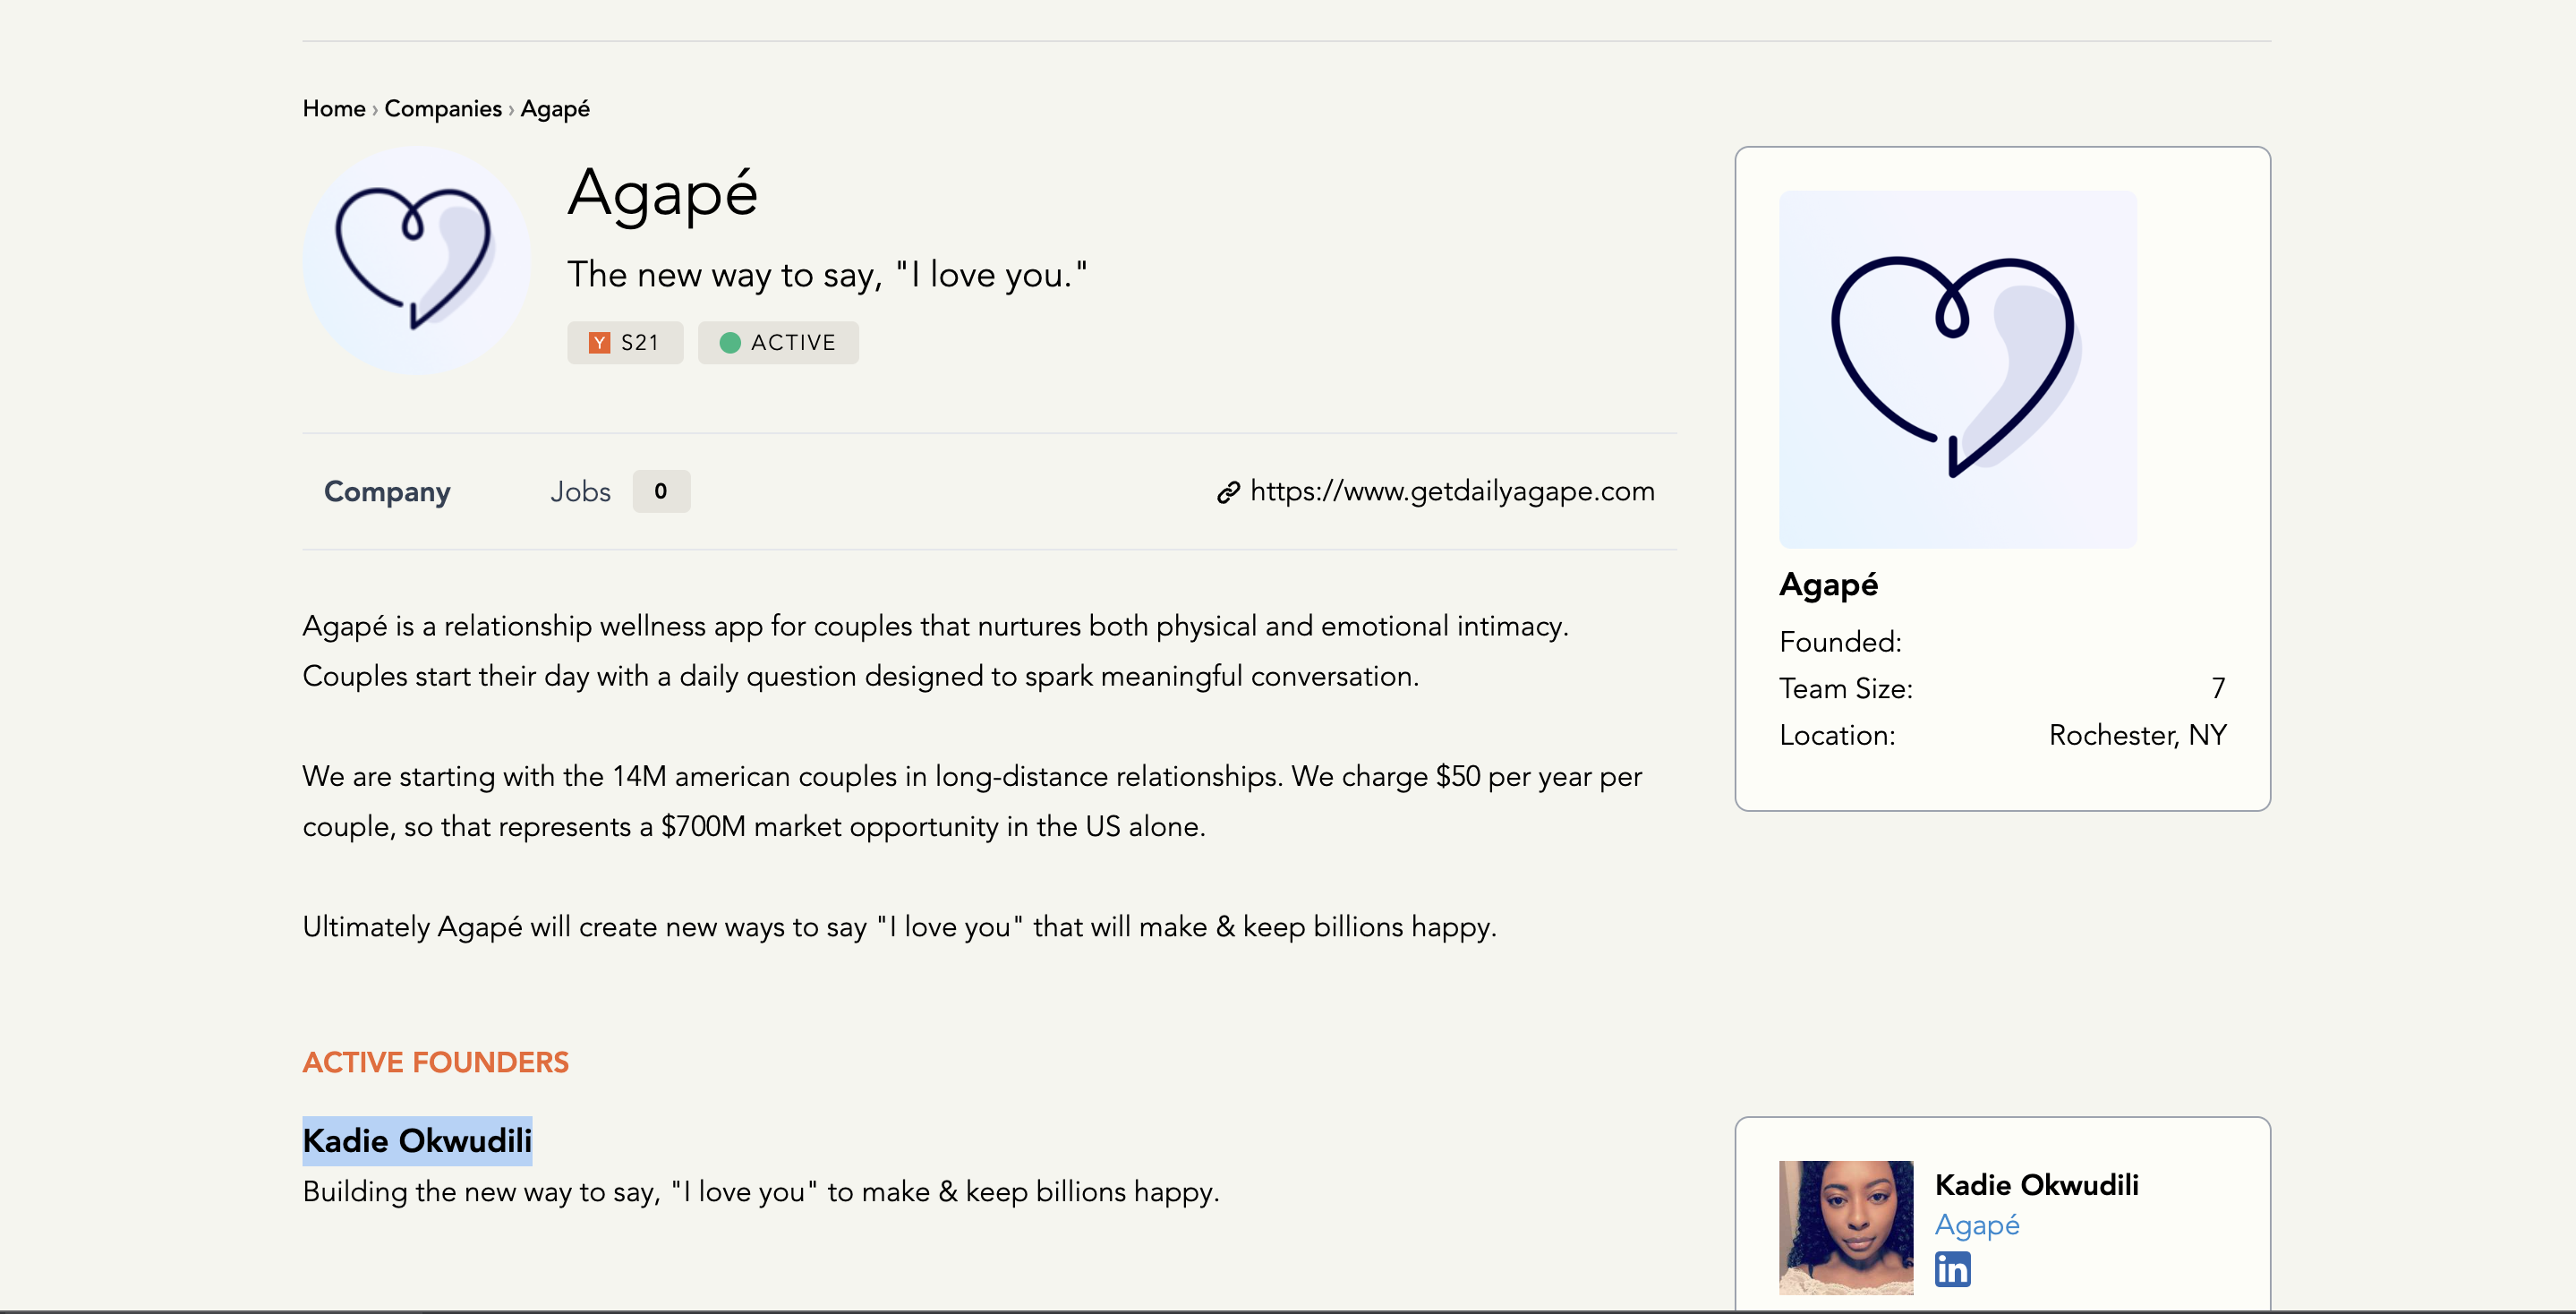 Home › Companies › Agapé
Agapé
The new way to say, "I love you."
Y S21 ACTIVE
Company Jobs 0 https://www.getdailyagape.com
Agapé is a relationship wellness app for couples that nurtures both physical and emotional intimacy.
Couples start their day with a daily question designed to spark meaningful conversation.
We are starting with the 14M american couples in long-distance relationships. We charge $50 per year per
couple, so that represents a $700M market opportunity in the US alone.
Ultimately Agapé will create new ways to say "I love you" that will make & keep billions happy.
ACTIVE FOUNDERS
Kadie Okwudili
Building the new way to say, "I love you" to make & keep billions happy.
Agapé
Founded:
Team Size: 7
Location: Rochester, NY
Kadie Okwudili
Agapé
in